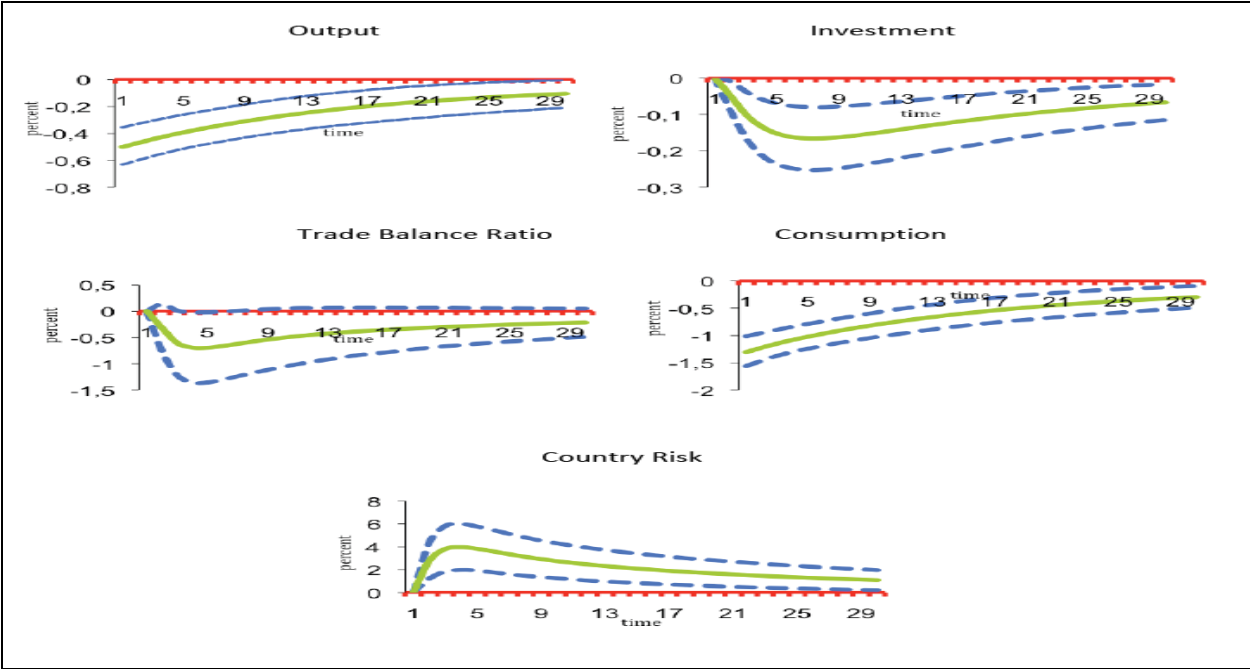 Output
0
-0,2
-0,4
-0,6
-0,8
percent
1 5 9 13 17 21 25 29
time
Investment
0
-0,1
-0,2
-0,3
percent
1 5 9 13 17 21 25 29
time
Trade Balance Ratio
0,5
0
-0,5
-1
-1,5
percent
1 5 9 13 17 21 25 29
time
Consumption
0
-0,5
-1
-1,5
-2
percent
1 5 9 13 17 21 25 29
time
Country Risk
8
6
4
2
0
percent
1 5 9 13 17 21 25 29
time